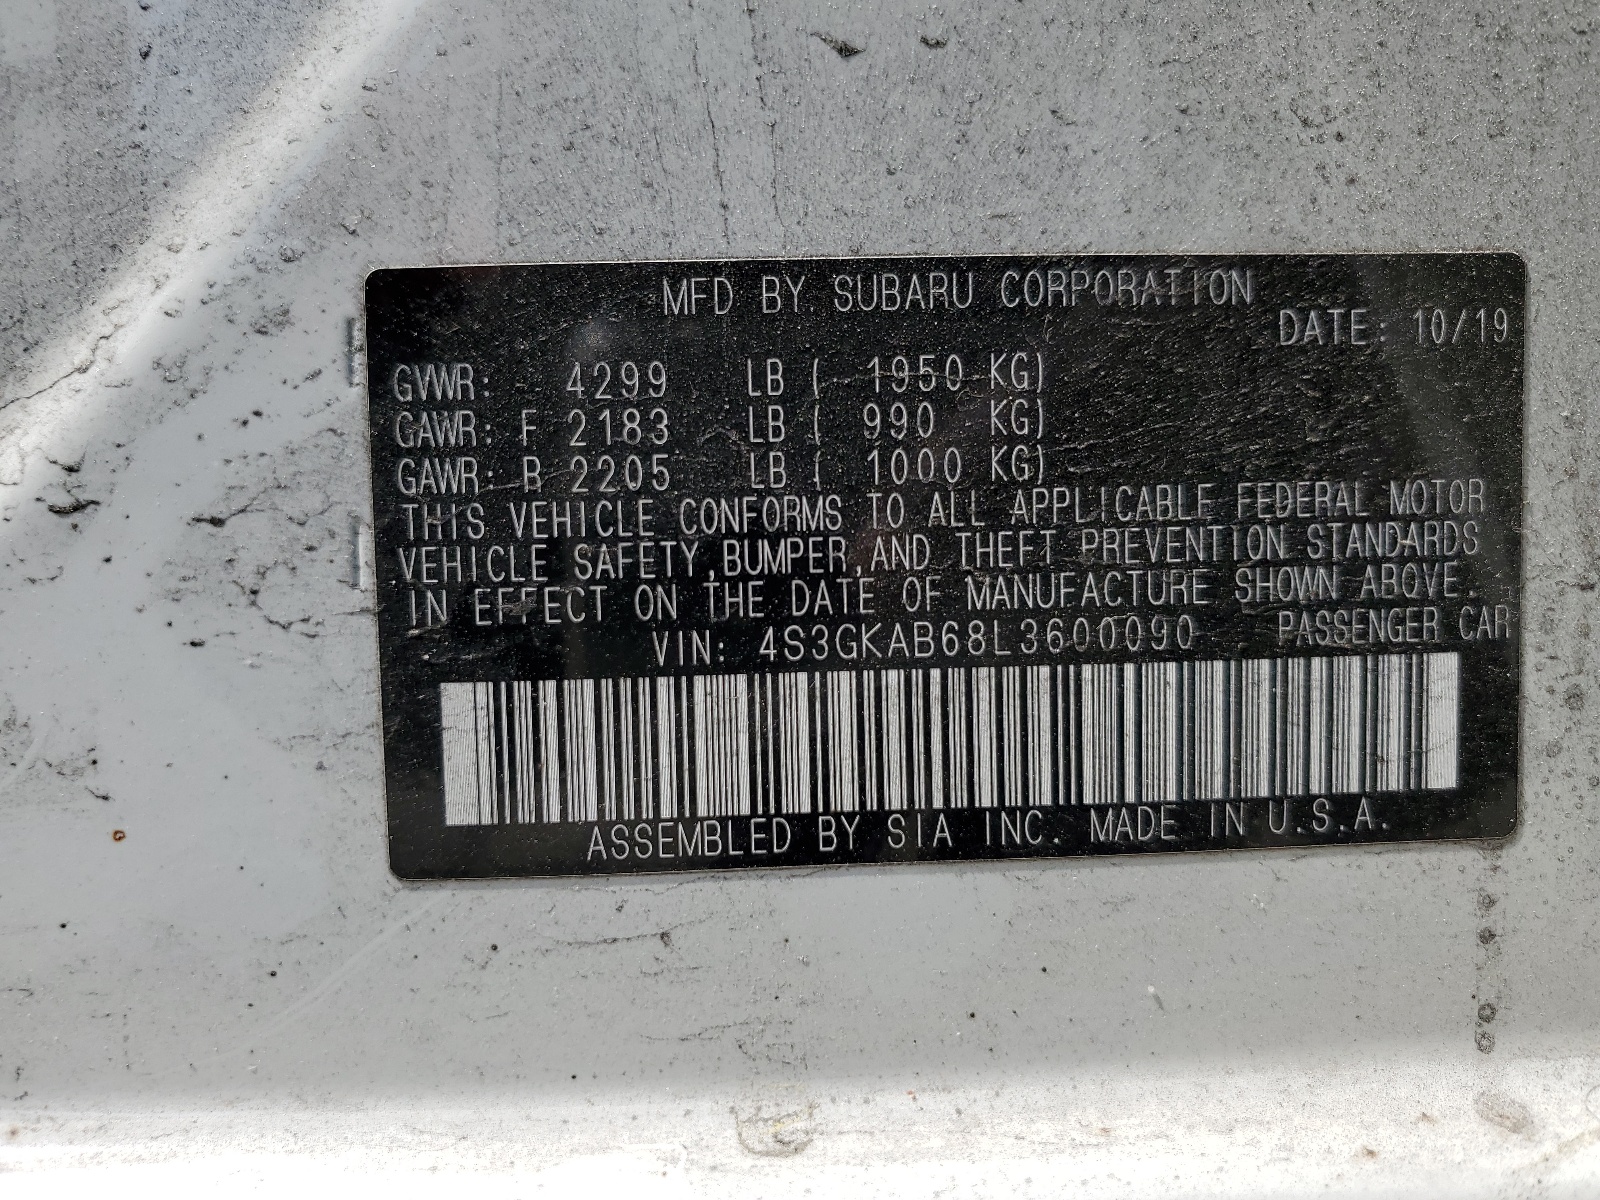 MFD BY SUBARU CORPORATION
DATE: 10/19
GVWR: 4299 LB ( 1950 KG)
GAWR: F 2183 LB ( 990 KG)
GAWR: R 2205 LB ( 1000 KG)
THIS VEHICLE CONFORMS TO ALL APPLICABLE FEDERAL MOTOR
VEHICLE SAFETY,BUMPER,AND THEFT PREVENTION STANDARDS
IN EFFECT ON THE DATE OF MANUFACTURE SHOWN ABOVE.
VIN: 4S3GKAB68L3600090 PASSENGER CAR
ASSEMBLED BY SIA INC. MADE IN U.S.A.